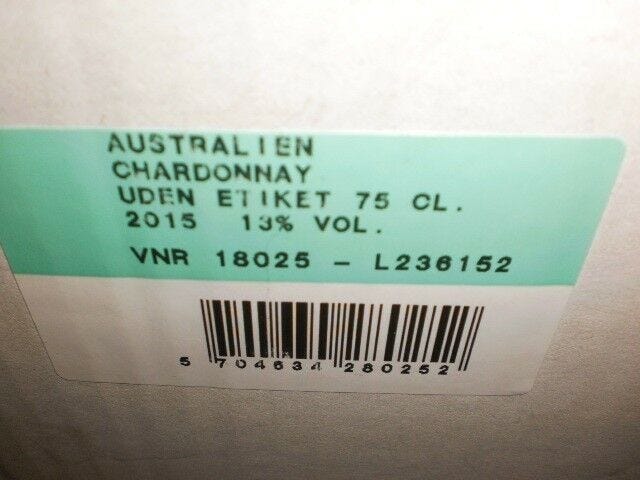 AUSTRALIEN
CHARDONNAY
UDEN ETIKET 75 CL.
2015 13% VOL.
VNR 18025 - L236152
5 704634 280252